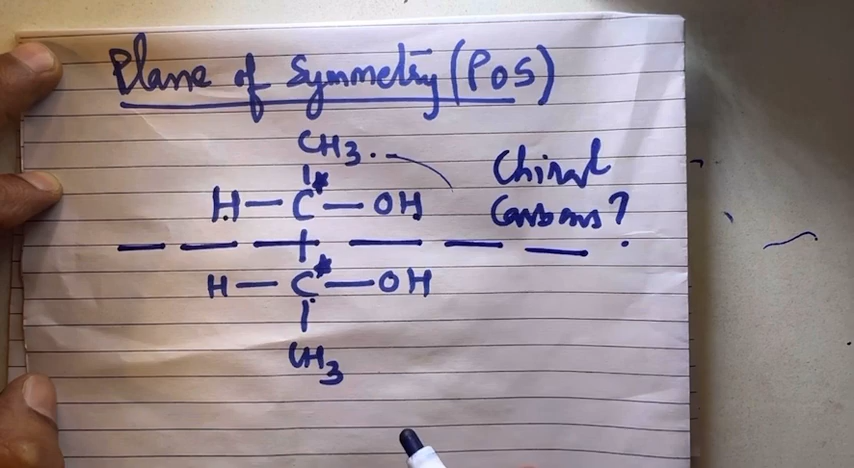 Plane of Symmetry (PoS)
CH3.
Chiral
H-C*-OH
Carbons?
H-C*-OH
CH3